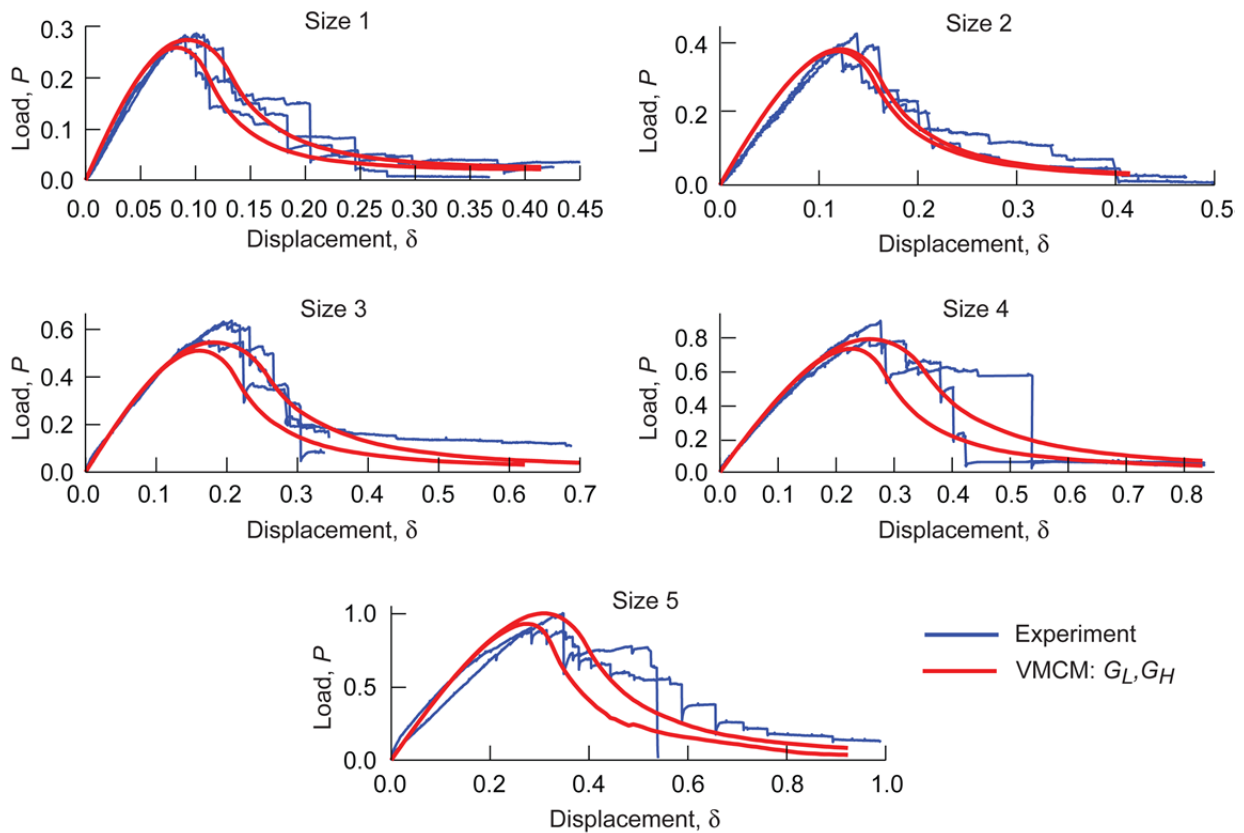 Size 1
0.3
0.2
0.1
0.0
Load, P
0.0 0.05 0.10 0.15 0.20 0.25 0.30 0.35 0.40 0.45
Displacement, δ
Size 2
0.4
0.2
0.0
Load, P
0.0 0.1 0.2 0.3 0.4 0.5
Displacement, δ
Size 3
0.6
0.4
0.2
0.0
Load, P
0.0 0.1 0.2 0.3 0.4 0.5 0.6 0.7
Displacement, δ
Size 4
0.8
0.6
0.4
0.2
0.0
Load, P
0.0 0.1 0.2 0.3 0.4 0.5 0.6 0.7 0.8
Displacement, δ
Size 5
1.0
0.5
0.0
Load, P
0.0 0.2 0.4 0.6 0.8 1.0
Displacement, δ
Experiment
VMCM: G_L,G_H